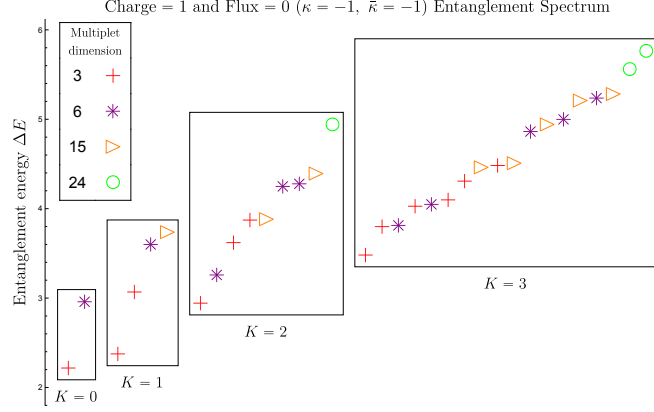 Charge = 1 and Flux = 0 (κ = −1, κ̄ = −1) Entanglement Spectrum
Multiplet
dimension
3
6
15
24
Entanglement energy ΔE
6
5
4
3
2
K = 0
K = 1
K = 2
K = 3